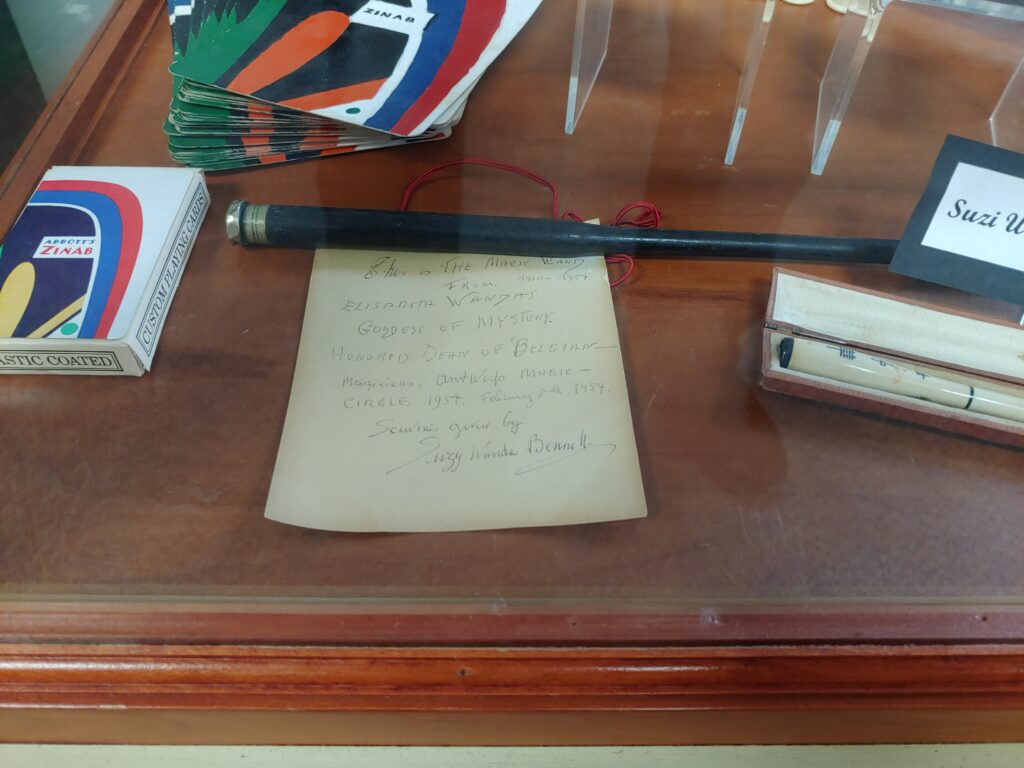 ZINAB
ABBOTT'S
ZINAB
CUSTOM PLAYING CARDS
ASTIC COATED
Suzi W
This is THE MAGIC WAND
FROM. 1910-1954.
ELISABETH WANDAS.
GODDESS OF MYSTERY
HONORED DEAN OF BELGIAN
Magicians. Antwerp Magic-
CIRCLE -1954. February 1954.
Souvenir given by
Suzy Wanda Bennett